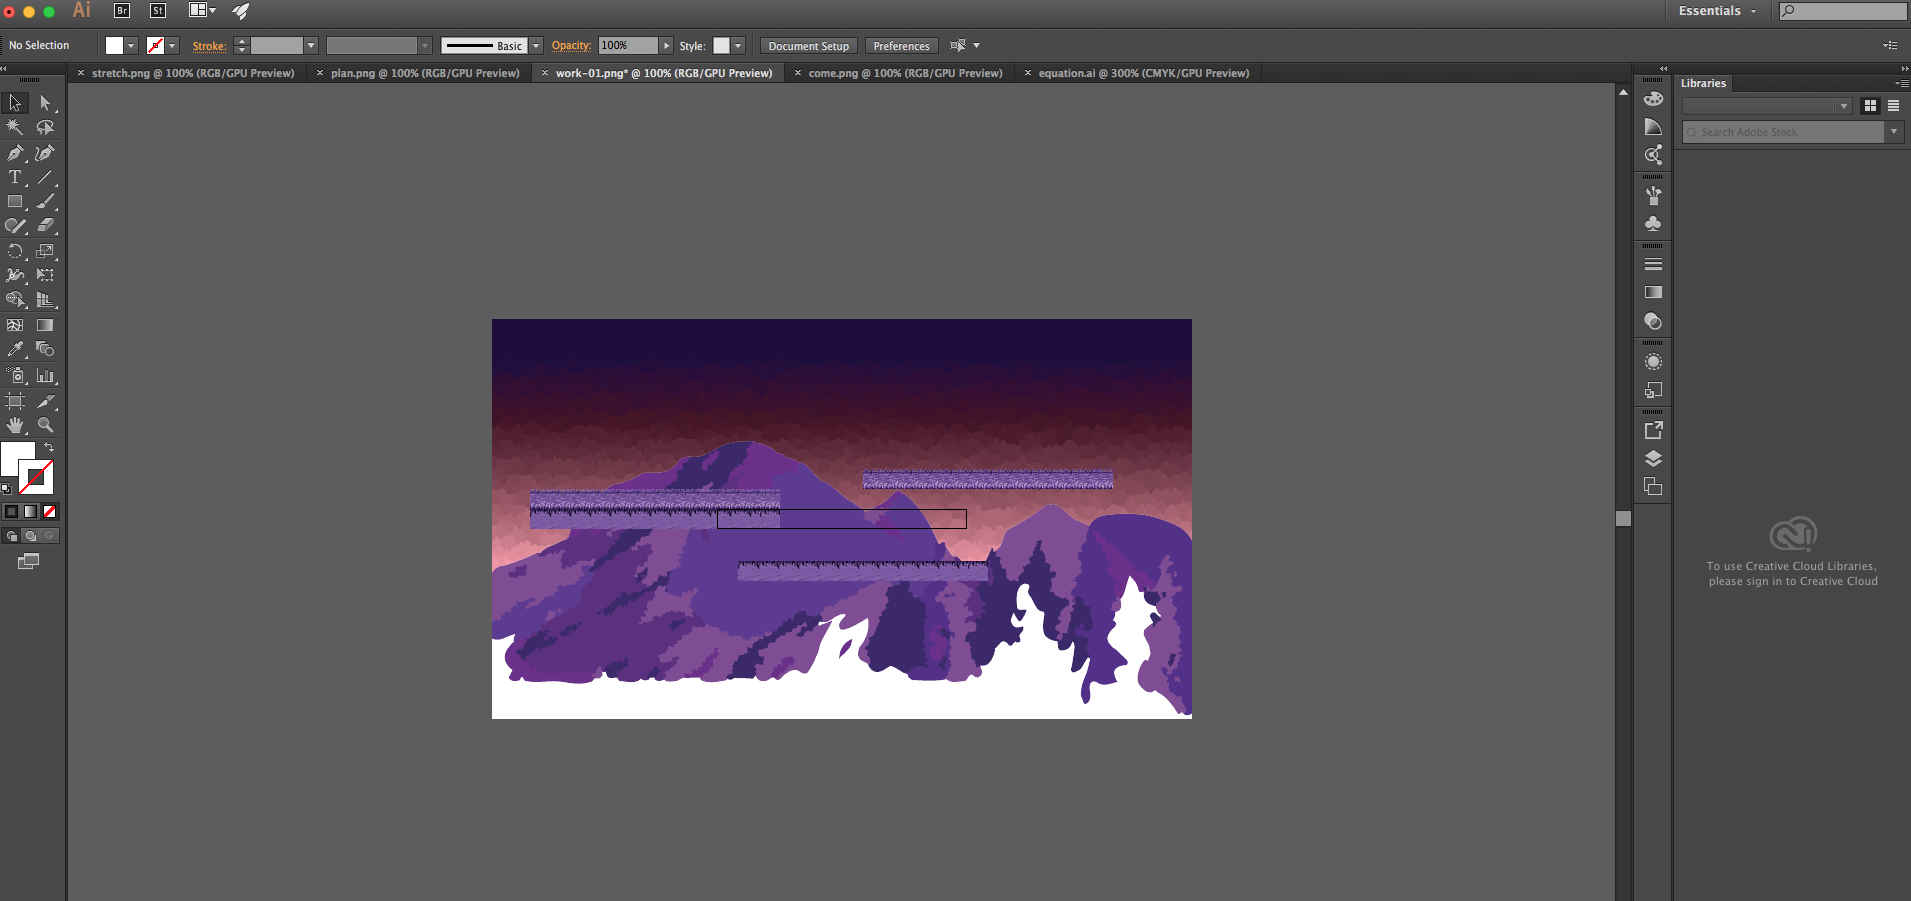 Ai Br St Essentials
No Selection Stroke: Basic Opacity: 100% Style: Document Setup Preferences
× stretch.png @ 100% (RGB/GPU Preview) × plan.png @ 100% (RGB/GPU Preview) × work-01.png* @ 100% (RGB/GPU Preview) × come.png @ 100% (RGB/GPU Preview) × equation.ai @ 300% (CMYK/GPU Preview)
Libraries
Search Adobe Stock
T
To use Creative Cloud Libraries,
please sign in to Creative Cloud